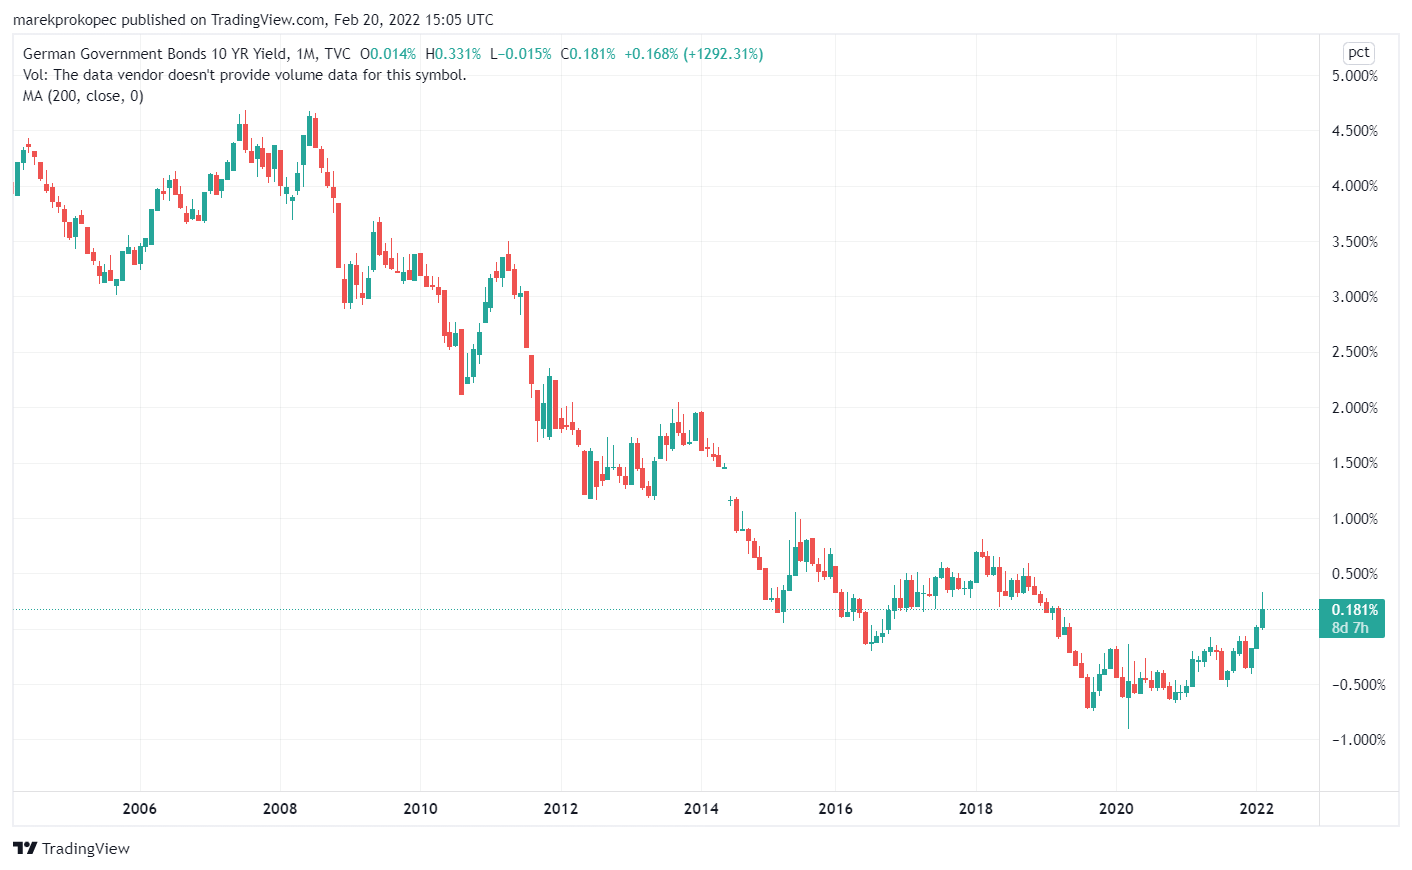 marekprokopec published on TradingView.com, Feb 20, 2022 15:05 UTC
German Government Bonds 10 YR Yield, 1M, TVC O0.014% H0.331% L−0.015% C0.181% +0.168% (+1292.31%)
Vol: The data vendor doesn't provide volume data for this symbol.
MA (200, close, 0)
pct
5.000%
4.500%
4.000%
3.500%
3.000%
2.500%
2.000%
1.500%
1.000%
0.500%
0.181%
8d 7h
−0.500%
−1.000%
2006 2008 2010 2012 2014 2016 2018 2020 2022
TradingView